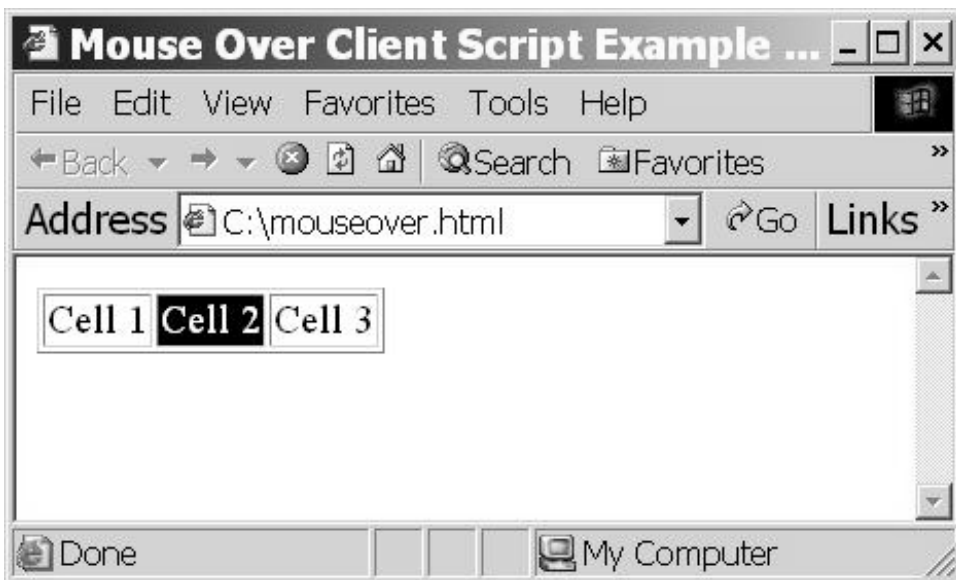 Mouse Over Client Script Example ...
File Edit View Favorites Tools Help
Back Search Favorites »
Address C:\mouseover.html Go Links »
Cell 1 Cell 2 Cell 3
Done My Computer